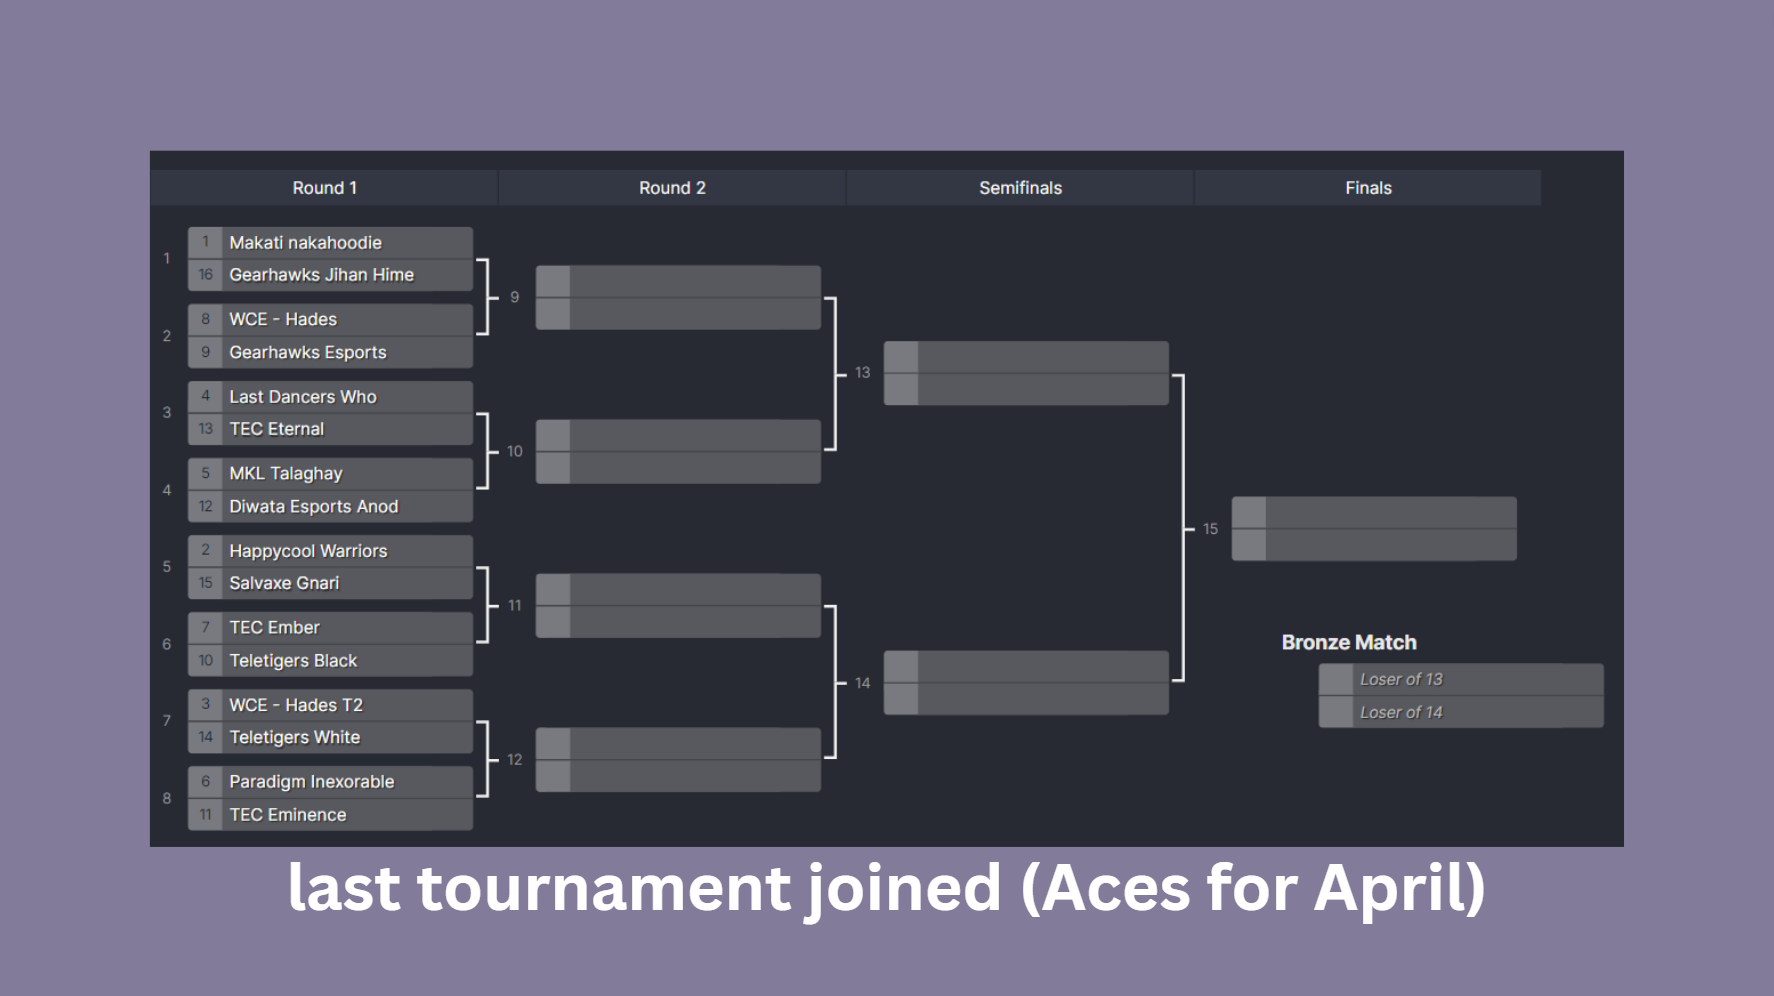 Round 1
Round 2
Semifinals
Finals
1
1 Makati nakahoodie
16 Gearhawks Jihan Hime
2
8 WCE - Hades
9 Gearhawks Esports
3
4 Last Dancers Who
13 TEC Eternal
4
5 MKL Talaghay
12 Diwata Esports Anod
5
2 Happycool Warriors
15 Salvaxe Gnari
6
7 TEC Ember
10 Teletigers Black
7
3 WCE - Hades T2
14 Teletigers White
8
6 Paradigm Inexorable
11 TEC Eminence
9
10
11
12
13
14
15
Bronze Match
Loser of 13
Loser of 14
last tournament joined (Aces for April)